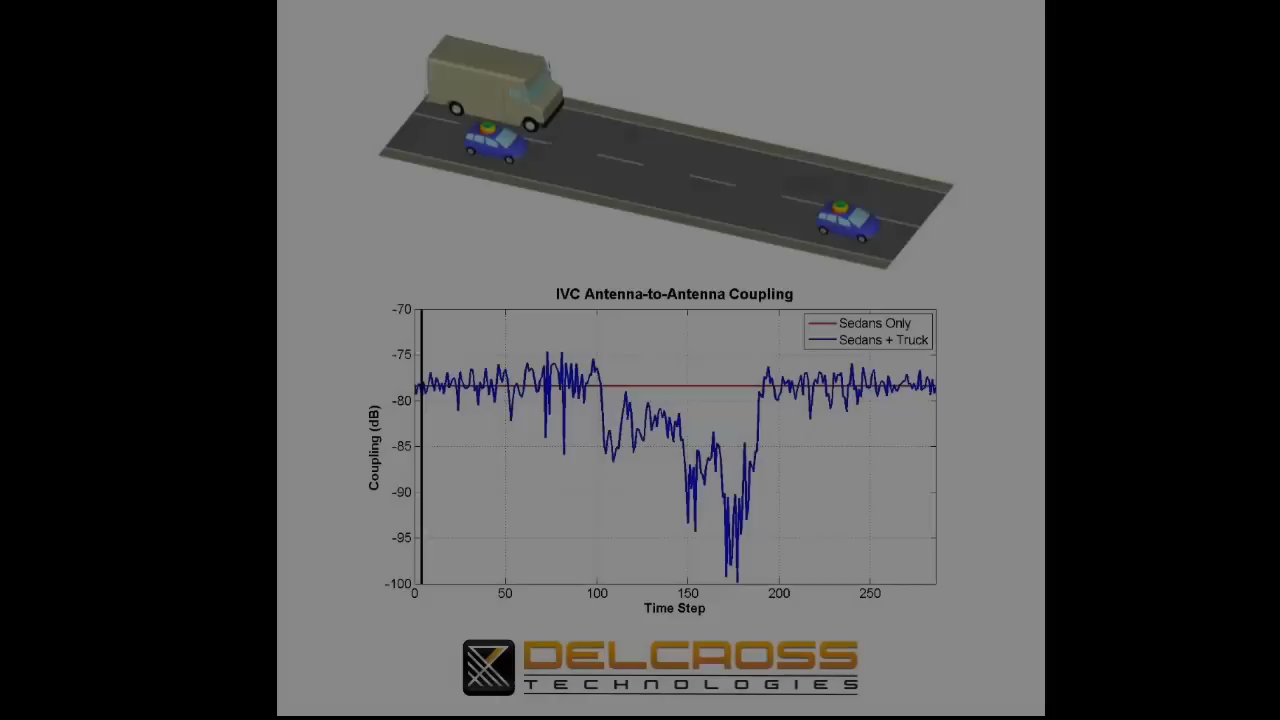 IVC Antenna-to-Antenna Coupling
-70
-75
-80
-85
-90
-95
-100
Coupling (dB)
Sedans Only
Sedans + Truck
0 50 100 150 200 250
Time Step
DELCROSS
TECHNOLOGIES